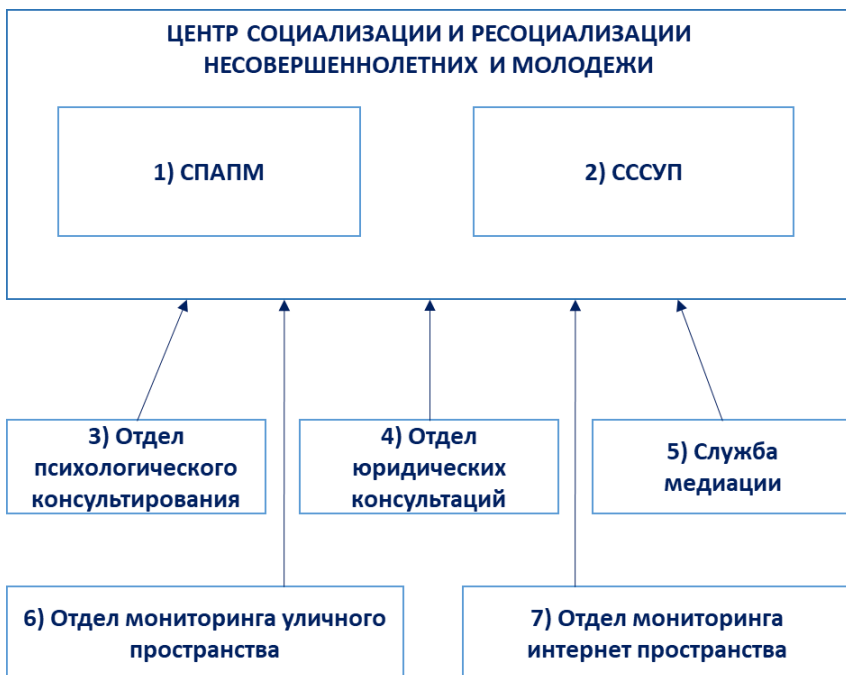 ЦЕНТР СОЦИАЛИЗАЦИИ И РЕСОЦИАЛИЗАЦИИ
НЕСОВЕРШЕННОЛЕТНИХ И МОЛОДЕЖИ
1) СПАПМ
2) СССУП
3) Отдел
психологического
консультирования
4) Отдел
юридических
консультаций
5) Служба
медиации
6) Отдел мониторинга уличного
пространства
7) Отдел мониторинга
интернет пространства